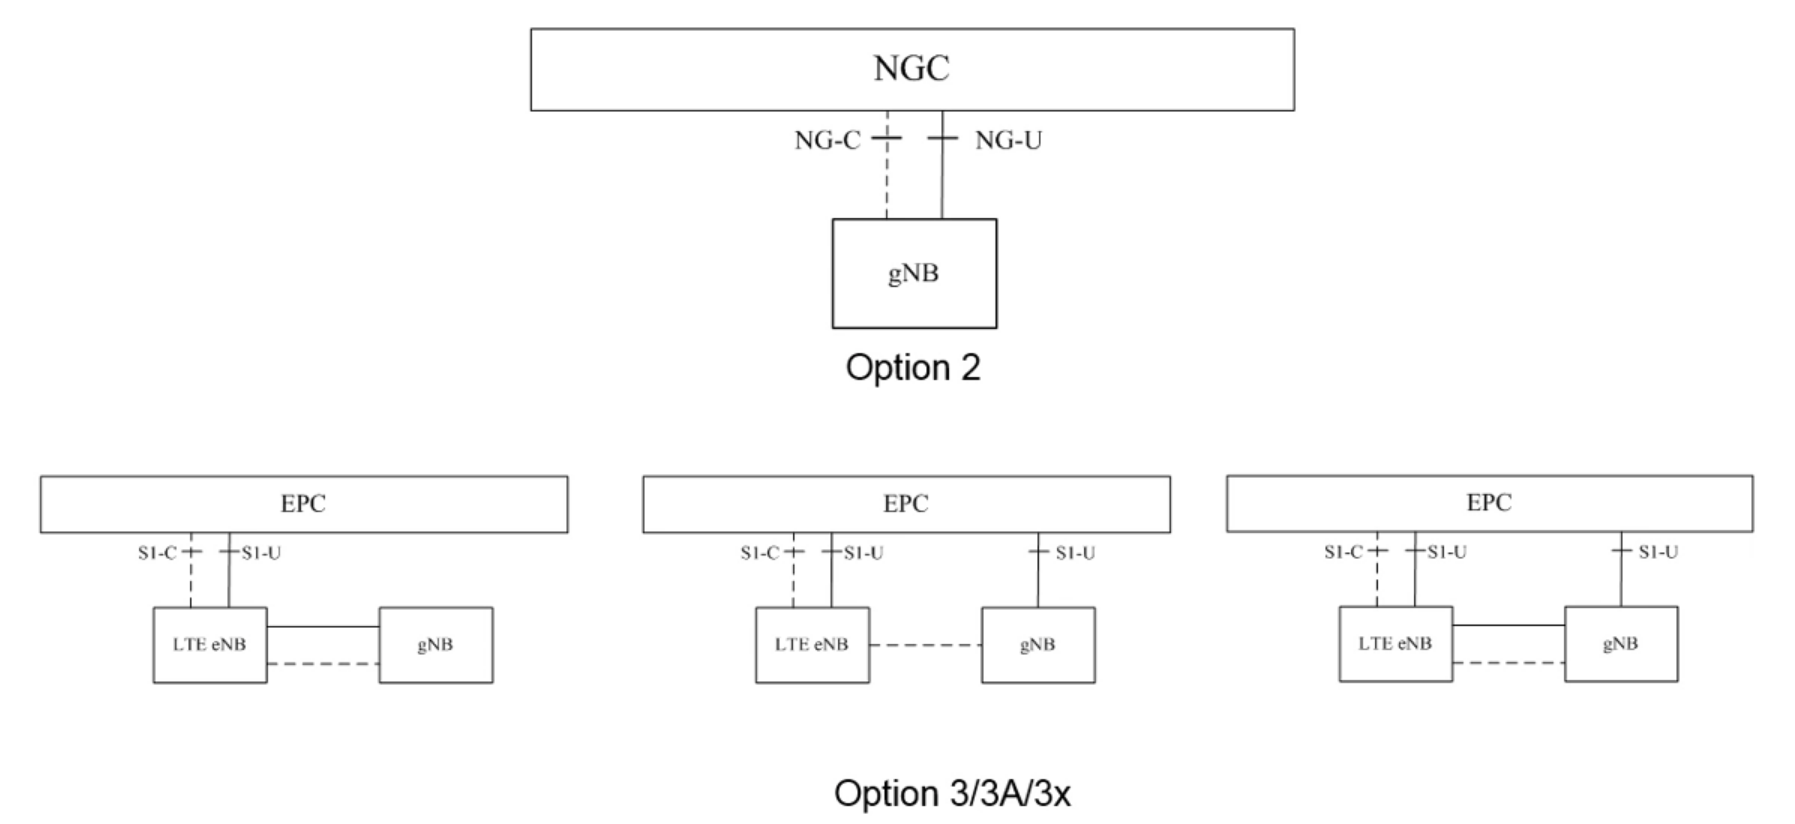 NGC
NG-C NG-U
gNB
Option 2
EPC
S1-C S1-U
LTE eNB gNB
EPC
S1-C S1-U S1-U
LTE eNB gNB
EPC
S1-C S1-U S1-U
LTE eNB gNB
Option 3/3A/3x